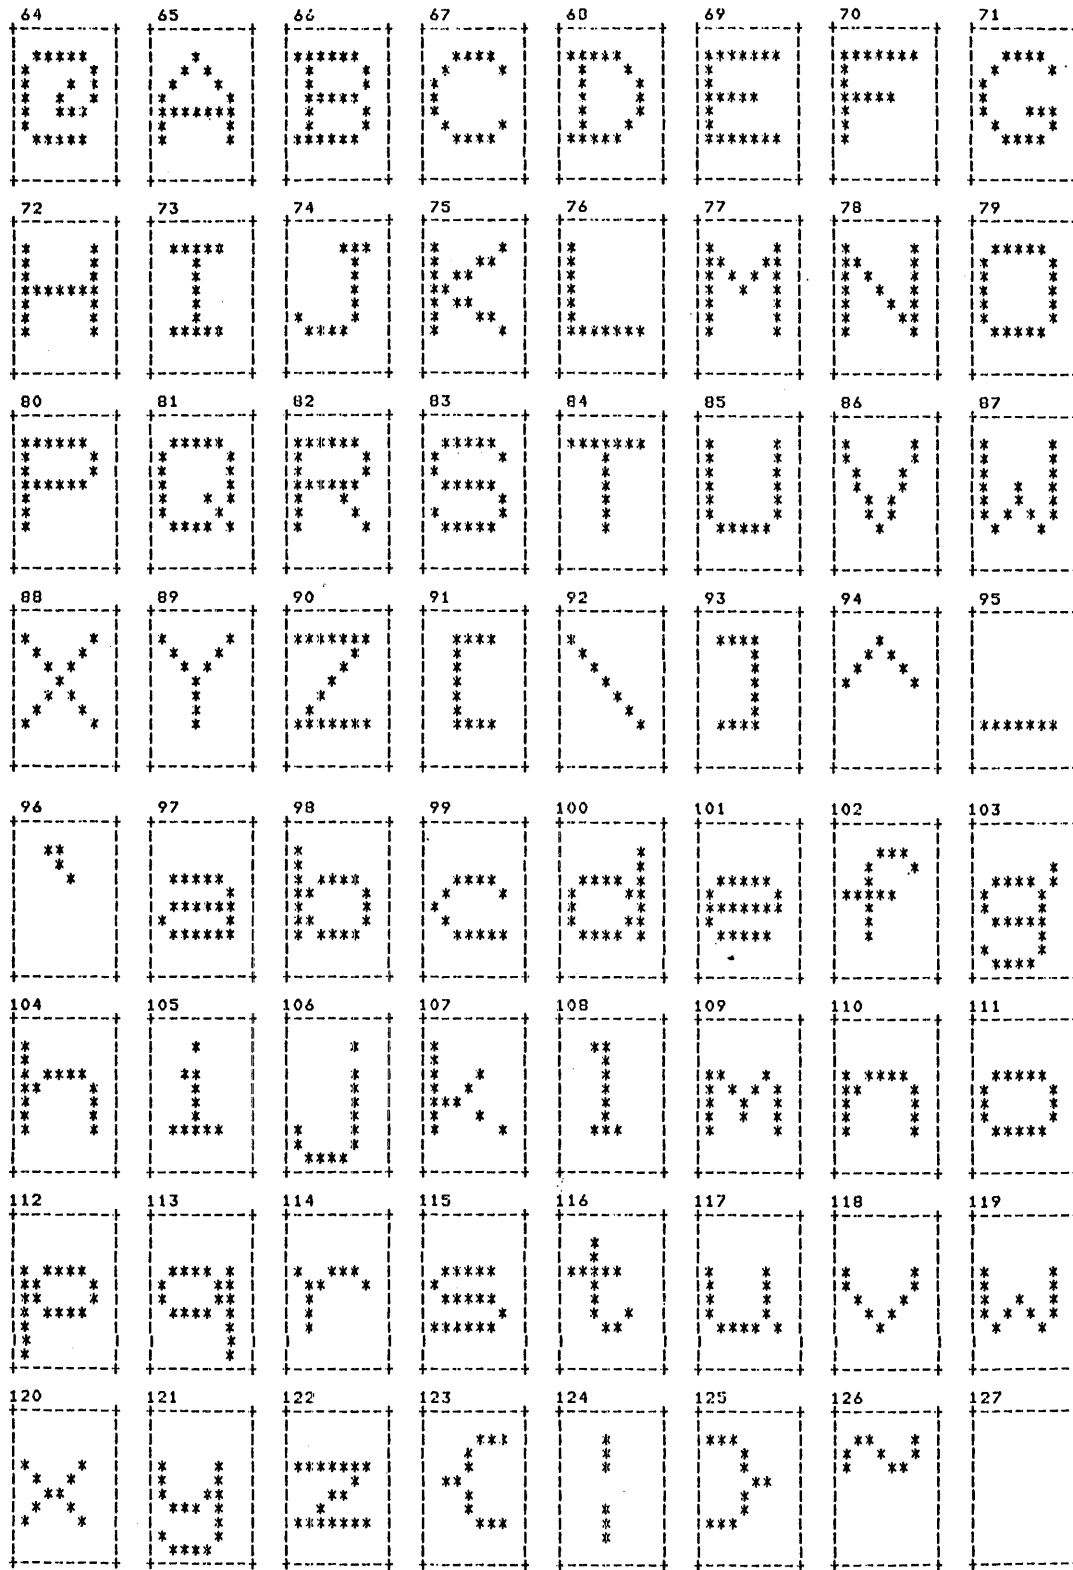 64 65 66 67 68 69 70 71
@ A B C D E F G
72 73 74 75 76 77 78 79
H I J K L M N O
80 81 82 83 84 85 86 87
P Q R S T U V W
88 89 90 91 92 93 94 95
X Y Z [ \ ] ^ _
96 97 98 99 100 101 102 103
` a b c d e f g
104 105 106 107 108 109 110 111
h i j k l m n o
112 113 114 115 116 117 118 119
p q r s t u v w
120 121 122 123 124 125 126 127
x y z { | } ~